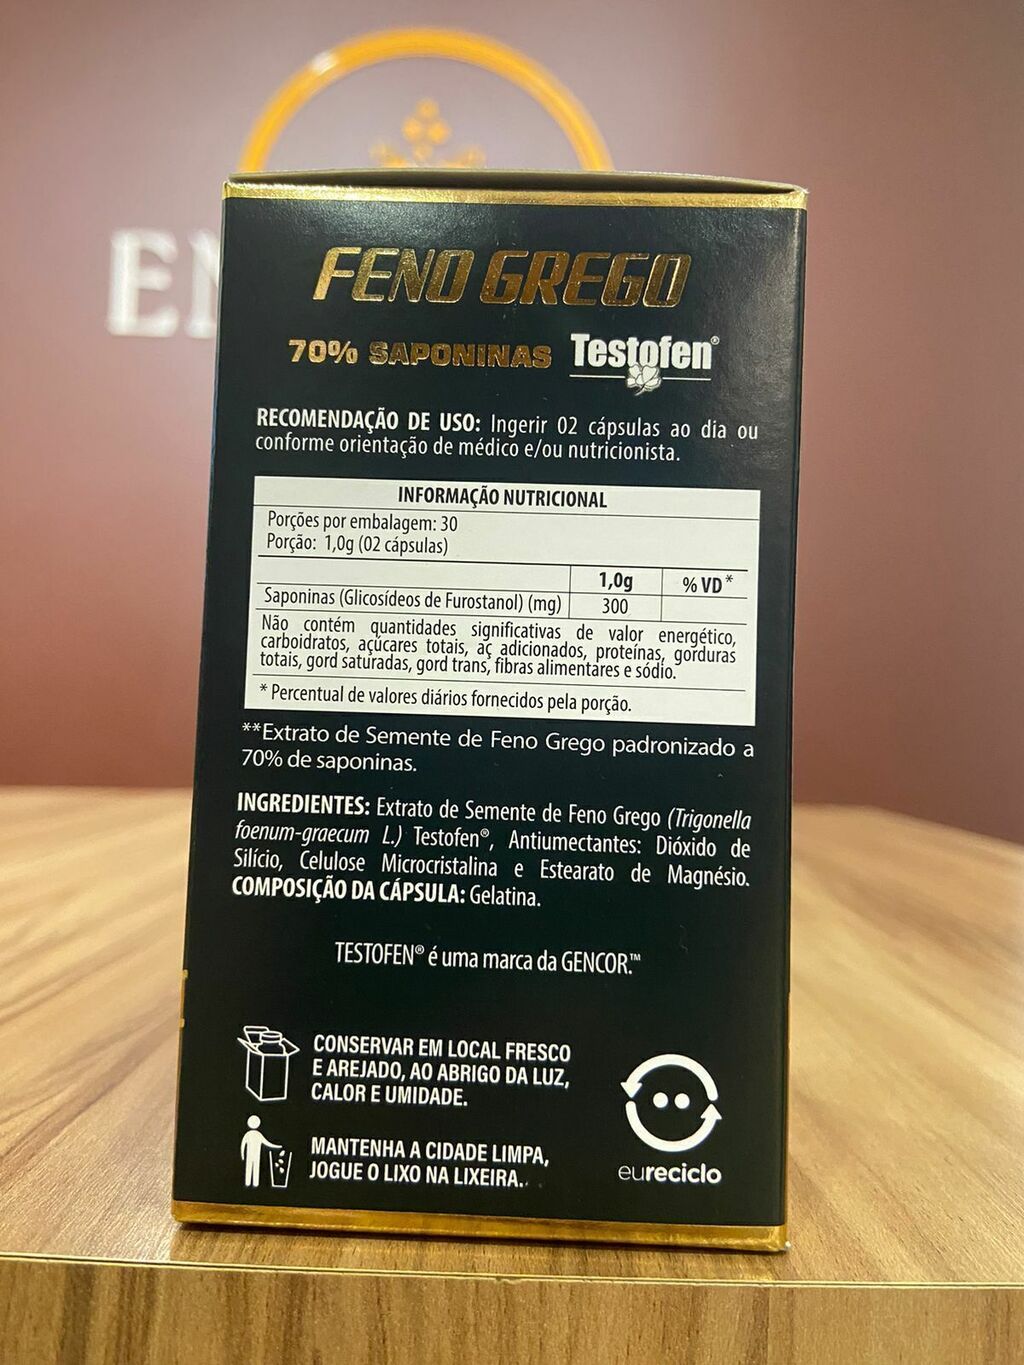 FENO GREGO
70% SAPONINAS Testofen®
RECOMENDAÇÃO DE USO: Ingerir 02 cápsulas ao dia ou
conforme orientação de médico e/ou nutricionista.
INFORMAÇÃO NUTRICIONAL
Porções por embalagem: 30
Porção: 1,0g (02 cápsulas)
1,0g % VD*
Saponinas (Glicosídeos de Furostanol) (mg) 300
Não contém quantidades significativas de valor energético,
carboidratos, açúcares totais, aç adicionados, proteínas, gorduras
totais, gord saturadas, gord trans, fibras alimentares e sódio.
* Percentual de valores diários fornecidos pela porção.
**Extrato de Semente de Feno Grego padronizado a
70% de saponinas.
INGREDIENTES: Extrato de Semente de Feno Grego (Trigonella
foenum-graecum L.) Testofen®, Antiumectantes: Dióxido de
Silício, Celulose Microcristalina e Estearato de Magnésio.
COMPOSIÇÃO DA CÁPSULA: Gelatina.
TESTOFEN® é uma marca da GENCOR.™
CONSERVAR EM LOCAL FRESCO
E AREJADO, AO ABRIGO DA LUZ,
CALOR E UMIDADE.
MANTENHA A CIDADE LIMPA,
JOGUE O LIXO NA LIXEIRA.
eureciclo